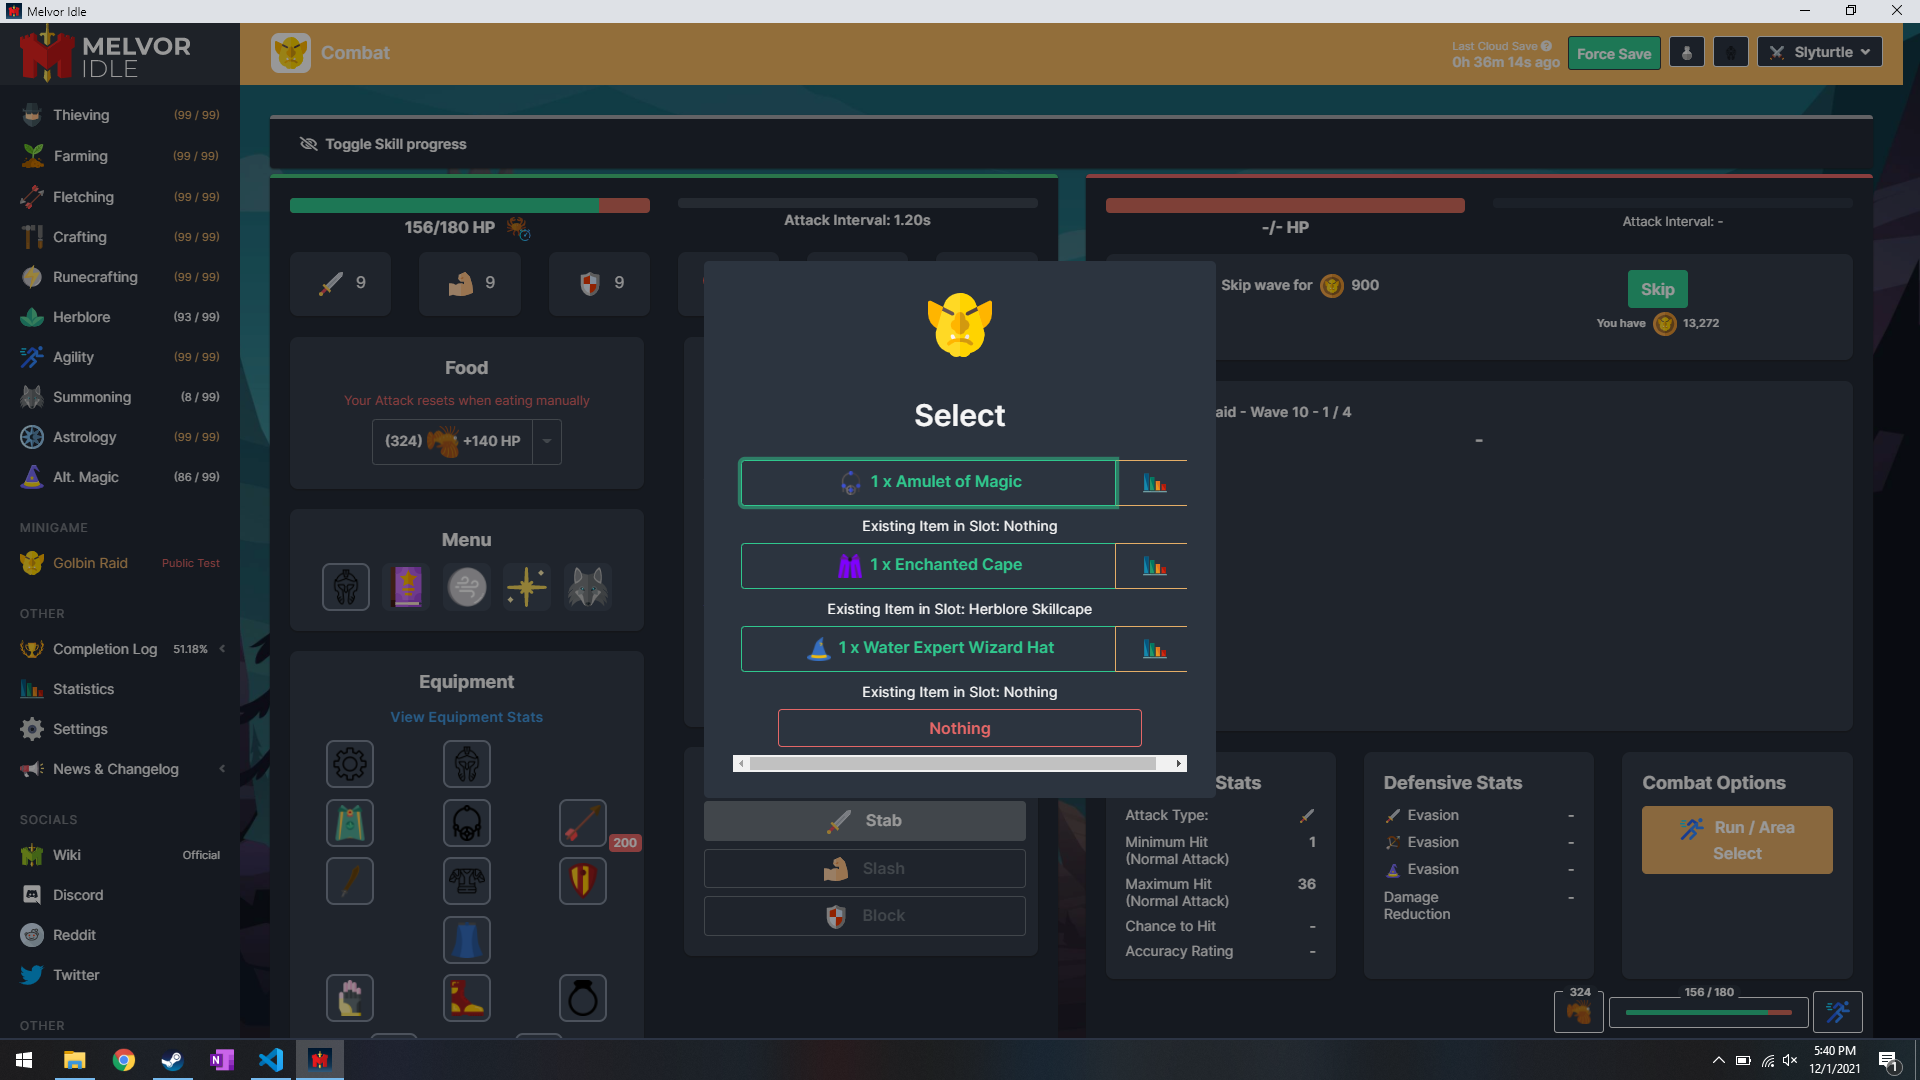 Melvor Idle
MELVOR
IDLE
Combat
Last Cloud Save
0h 36m 14s ago
Force Save
Slyturtle
Thieving (99 / 99)
Farming (99 / 99)
Fletching (99 / 99)
Crafting (99 / 99)
Runecrafting (99 / 99)
Herblore (93 / 99)
Agility (99 / 99)
Summoning (8 / 99)
Astrology (99 / 99)
Alt. Magic (86 / 99)
MINIGAME
Golbin Raid Public Test
OTHER
Completion Log 51.18%
Statistics
Settings
News & Changelog
SOCIALS
Wiki Official
Discord
Reddit
Twitter
OTHER
Toggle Skill progress
156/180 HP
Attack Interval: 1.20s
9 9 9
Food
Your Attack resets when eating manually
(324) +140 HP
Menu
Equipment
View Equipment Stats
200
Select
1 x Amulet of Magic
Existing Item in Slot: Nothing
1 x Enchanted Cape
Existing Item in Slot: Herblore Skillcape
1 x Water Expert Wizard Hat
Existing Item in Slot: Nothing
Nothing
Stab
Slash
Block
-/- HP
Attack Interval: -
Skip wave for 900
Skip
You have 13,272
aid - Wave 10 - 1 / 4
-
Stats
Attack Type:
Minimum Hit 1
(Normal Attack)
Maximum Hit 36
(Normal Attack)
Chance to Hit -
Accuracy Rating -
Defensive Stats
Evasion -
Evasion -
Evasion -
Damage -
Reduction
Combat Options
Run / Area
Select
324
156 / 180
N
5:40 PM
12/1/2021
1